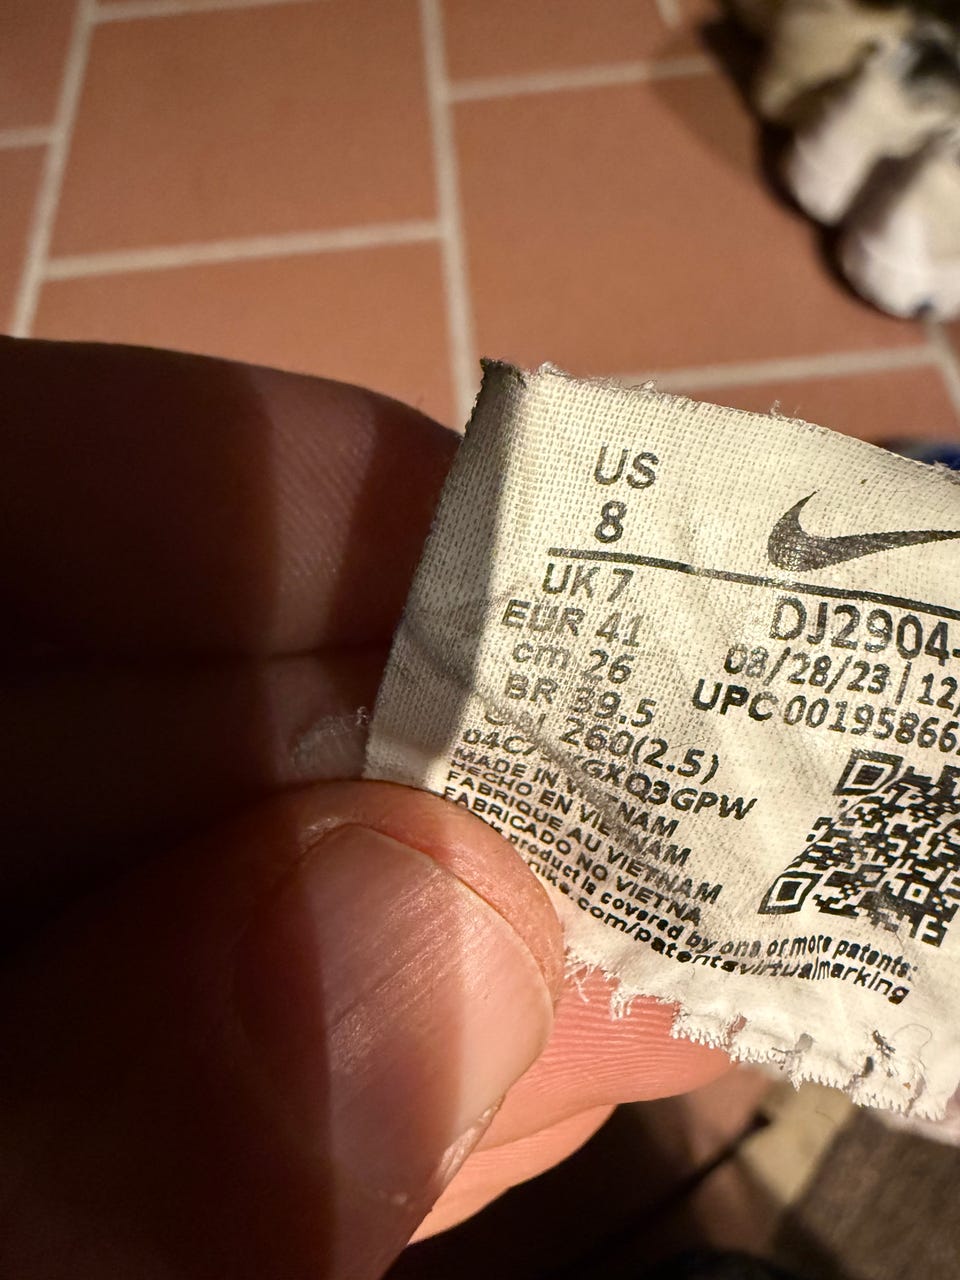 US
8
UK 7
EUR 41
cm 26
BR 39.5
260(2.5)
DJ2904-
08/28/23 | 12/
UPC 00195866
MADE IN VIETNAM
HECHO EN VIETNAM
FABRIQUE AU VIETNAM
FABRICADO NO VIETNA
product is covered by one or more patents:
.com/patentsvirtualmarking